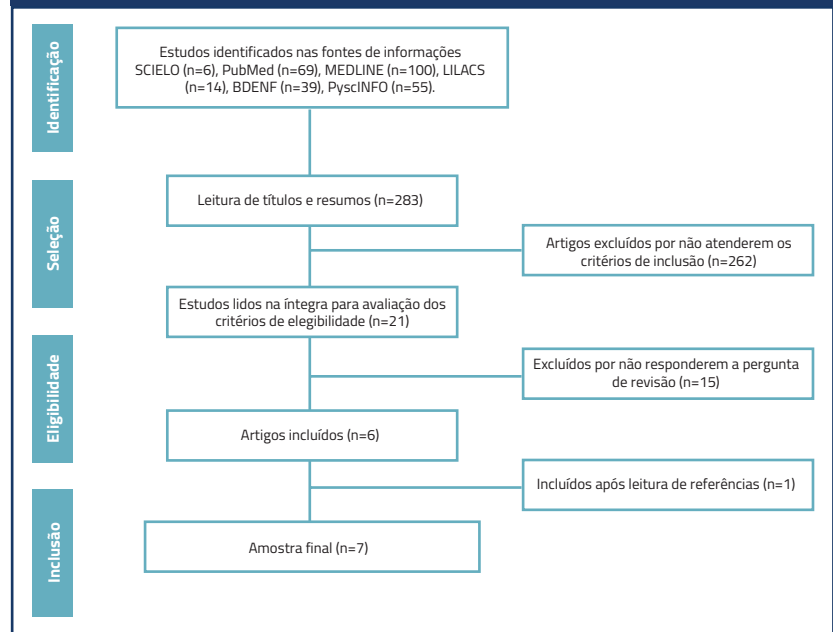 Identificação
Estudos identificados nas fontes de informações
SCIELO (n=6), PubMed (n=69), MEDLINE (n=100), LILACS
(n=14), BDENF (n=39), PyscINFO (n=55).
Seleção
Leitura de títulos e resumos (n=283)
Artigos excluídos por não atenderem os
critérios de inclusão (n=262)
Estudos lidos na íntegra para avaliação dos
critérios de elegibilidade (n=21)
Eligibilidade
Excluídos por não responderem a pergunta
de revisão (n=15)
Artigos incluídos (n=6)
Incluídos após leitura de referências (n=1)
Inclusão
Amostra final (n=7)